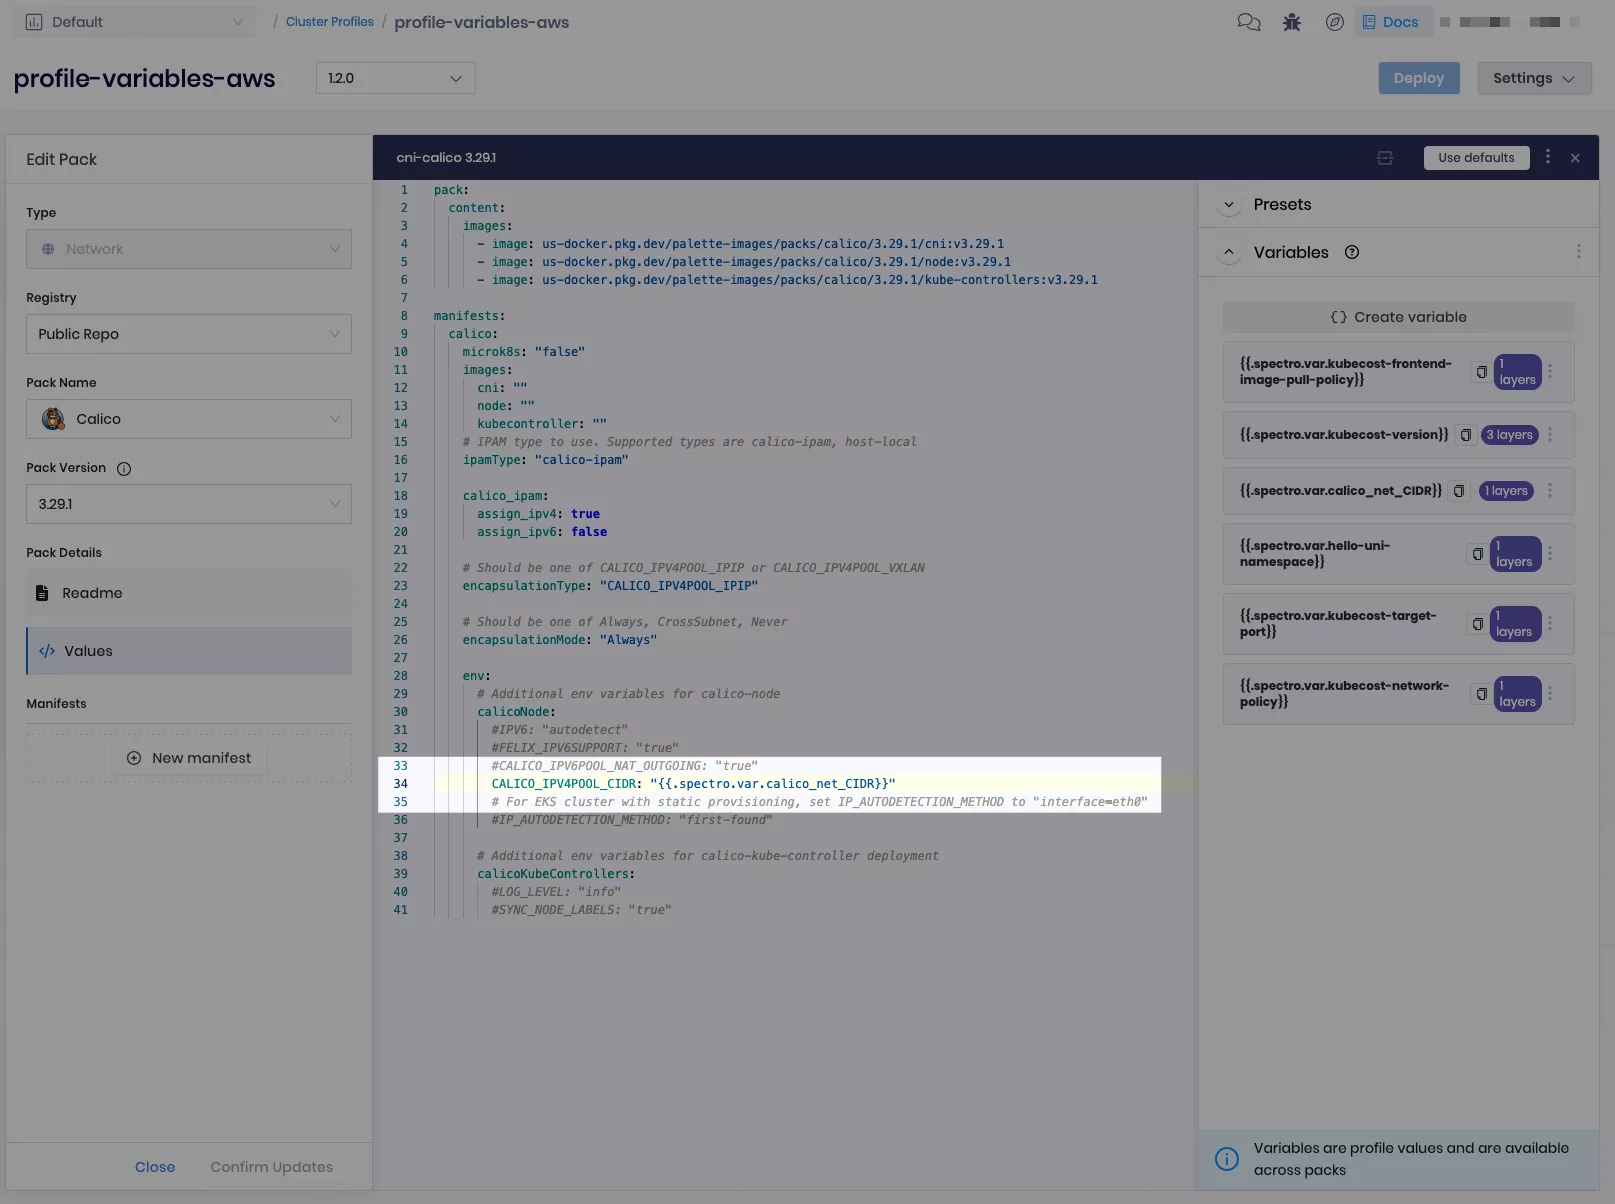 Default / Cluster Profiles / profile-variables-aws Docs
profile-variables-aws 1.2.0 Deploy Settings
Edit Pack
Type
Network
Registry
Public Repo
Pack Name
Calico
Pack Version
3.29.1
Pack Details
Readme
</> Values
Manifests
New manifest
Close Confirm Updates
cni-calico 3.29.1 Use defaults
1 pack:
2 content:
3 images:
4 - image: us-docker.pkg.dev/palette-images/packs/calico/3.29.1/cni:v3.29.1
5 - image: us-docker.pkg.dev/palette-images/packs/calico/3.29.1/node:v3.29.1
6 - image: us-docker.pkg.dev/palette-images/packs/calico/3.29.1/kube-controllers:v3.29.1
7
8 manifests:
9 calico:
10 microk8s: "false"
11 images:
12 cni: ""
13 node: ""
14 kubecontroller: ""
15 # IPAM type to use. Supported types are calico-ipam, host-local
16 ipamType: "calico-ipam"
17
18 calico_ipam:
19 assign_ipv4: true
20 assign_ipv6: false
21
22 # Should be one of CALICO_IPV4POOL_IPIP or CALICO_IPV4POOL_VXLAN
23 encapsulationType: "CALICO_IPV4POOL_IPIP"
24
25 # Should be one of Always, CrossSubnet, Never
26 encapsulationMode: "Always"
27
28 env:
29 # Additional env variables for calico-node
30 calicoNode:
31 #IPV6: "autodetect"
32 #FELIX_IPV6SUPPORT: "true"
33 #CALICO_IPV6POOL_NAT_OUTGOING: "true"
34 CALICO_IPV4POOL_CIDR: "{{.spectro.var.calico_net_CIDR}}"
35 # For EKS cluster with static provisioning, set IP_AUTODETECTION_METHOD to "interface=eth0"
36 #IP_AUTODETECTION_METHOD: "first-found"
37
38 # Additional env variables for calico-kube-controller deployment
39 calicoKubeControllers:
40 #LOG_LEVEL: "info"
41 #SYNC_NODE_LABELS: "true"
Presets
Variables
{} Create variable
{{.spectro.var.kubecost-frontend-
image-pull-policy}}
1
layers
{{.spectro.var.kubecost-version}} 3 layers
{{.spectro.var.calico_net_CIDR}} 1 layers
{{.spectro.var.hello-uni-
namespace}}
1
layers
{{.spectro.var.kubecost-target-
port}}
1
layers
{{.spectro.var.kubecost-network-
policy}}
1
layers
Variables are profile values and are available
across packs